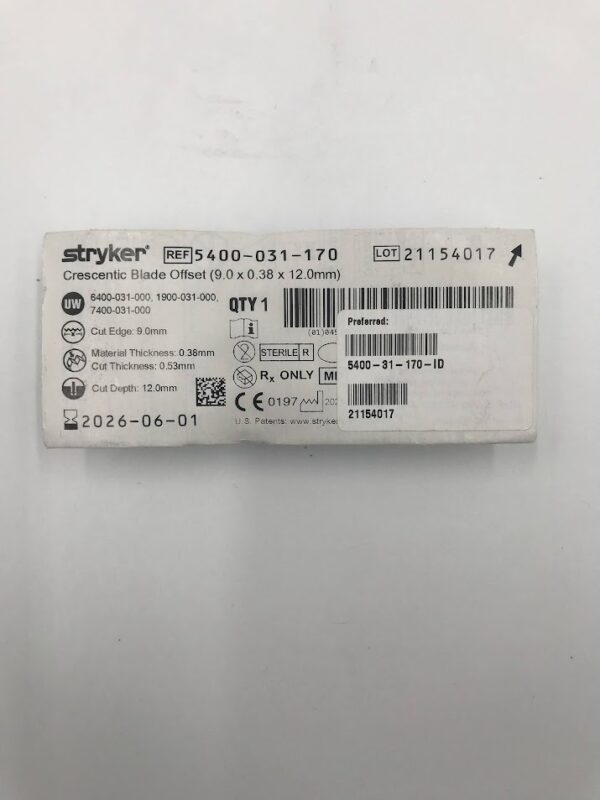 stryker® REF 5400-031-170 LOT 21154017
Crescentic Blade Offset (9.0 x 0.38 x 12.0mm)
UW 6400-031-000, 1900-031-000,
7400-031-000
QTY 1
Cut Edge: 9.0mm
(01)
Material Thickness: 0.38mm
Cut Thickness: 0.53mm
STERILE R
Rx ONLY
Cut Depth: 12.0mm
CE 0197
2026-06-01
U.S. Patents: www.stryke
Preferred:
5400-31-170-ID
21154017